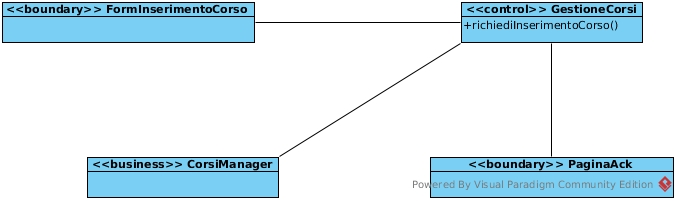 <<boundary>> FormInserimentoCorso
<<control>> GestioneCorsi
+richiediInserimentoCorso()
<<business>> CorsiManager
<<boundary>> PaginaAck
Powered By Visual Paradigm Community Edition